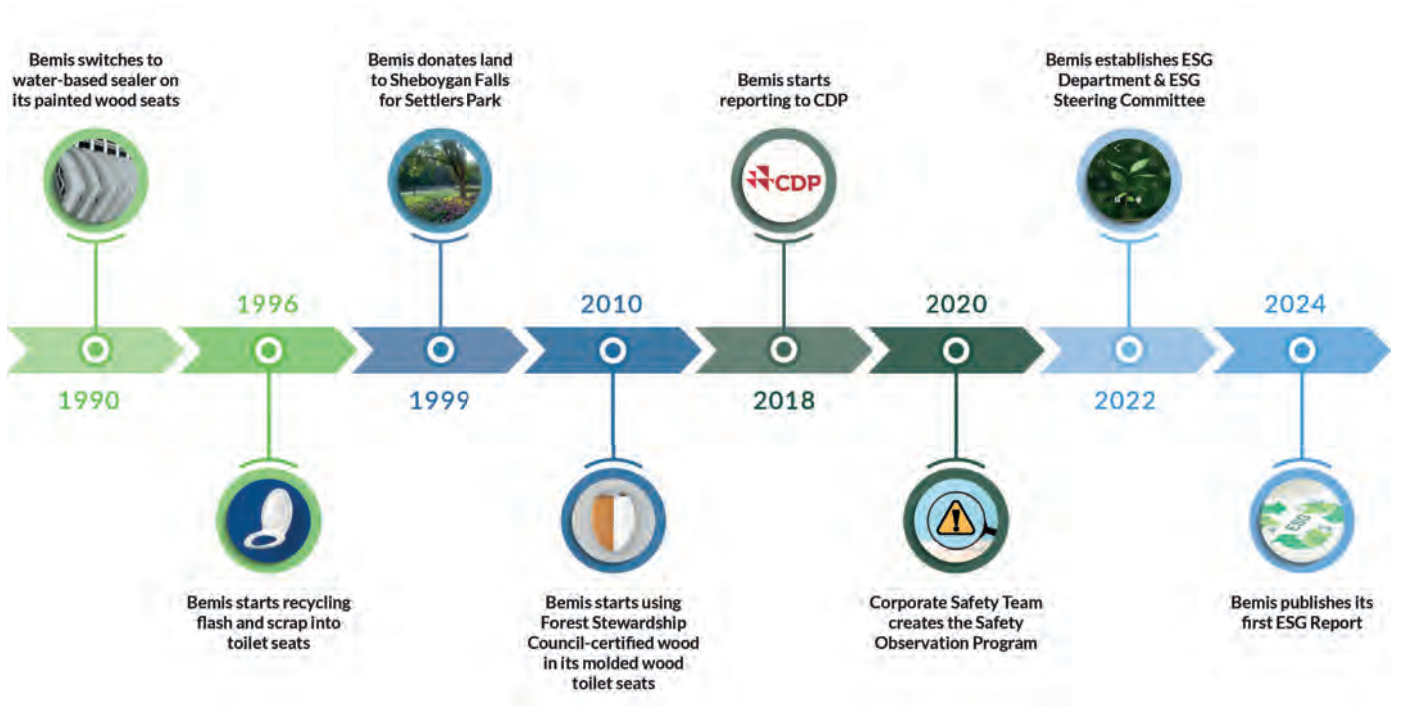 Bemis switches to
water-based sealer on
its painted wood seats
1990
1996
Bemis starts recycling
flash and scrap into
toilet seats
Bemis donates land
to Sheboygan Falls
for Settlers Park
1999
2010
Bemis starts using
Forest Stewardship
Council-certified wood
in its molded wood
toilet seats
Bemis starts
reporting to CDP
CDP
2018
2020
Corporate Safety Team
creates the Safety
Observation Program
Bemis establishes ESG
Department & ESG
Steering Committee
2022
2024
ESG
Bemis publishes its
first ESG Report